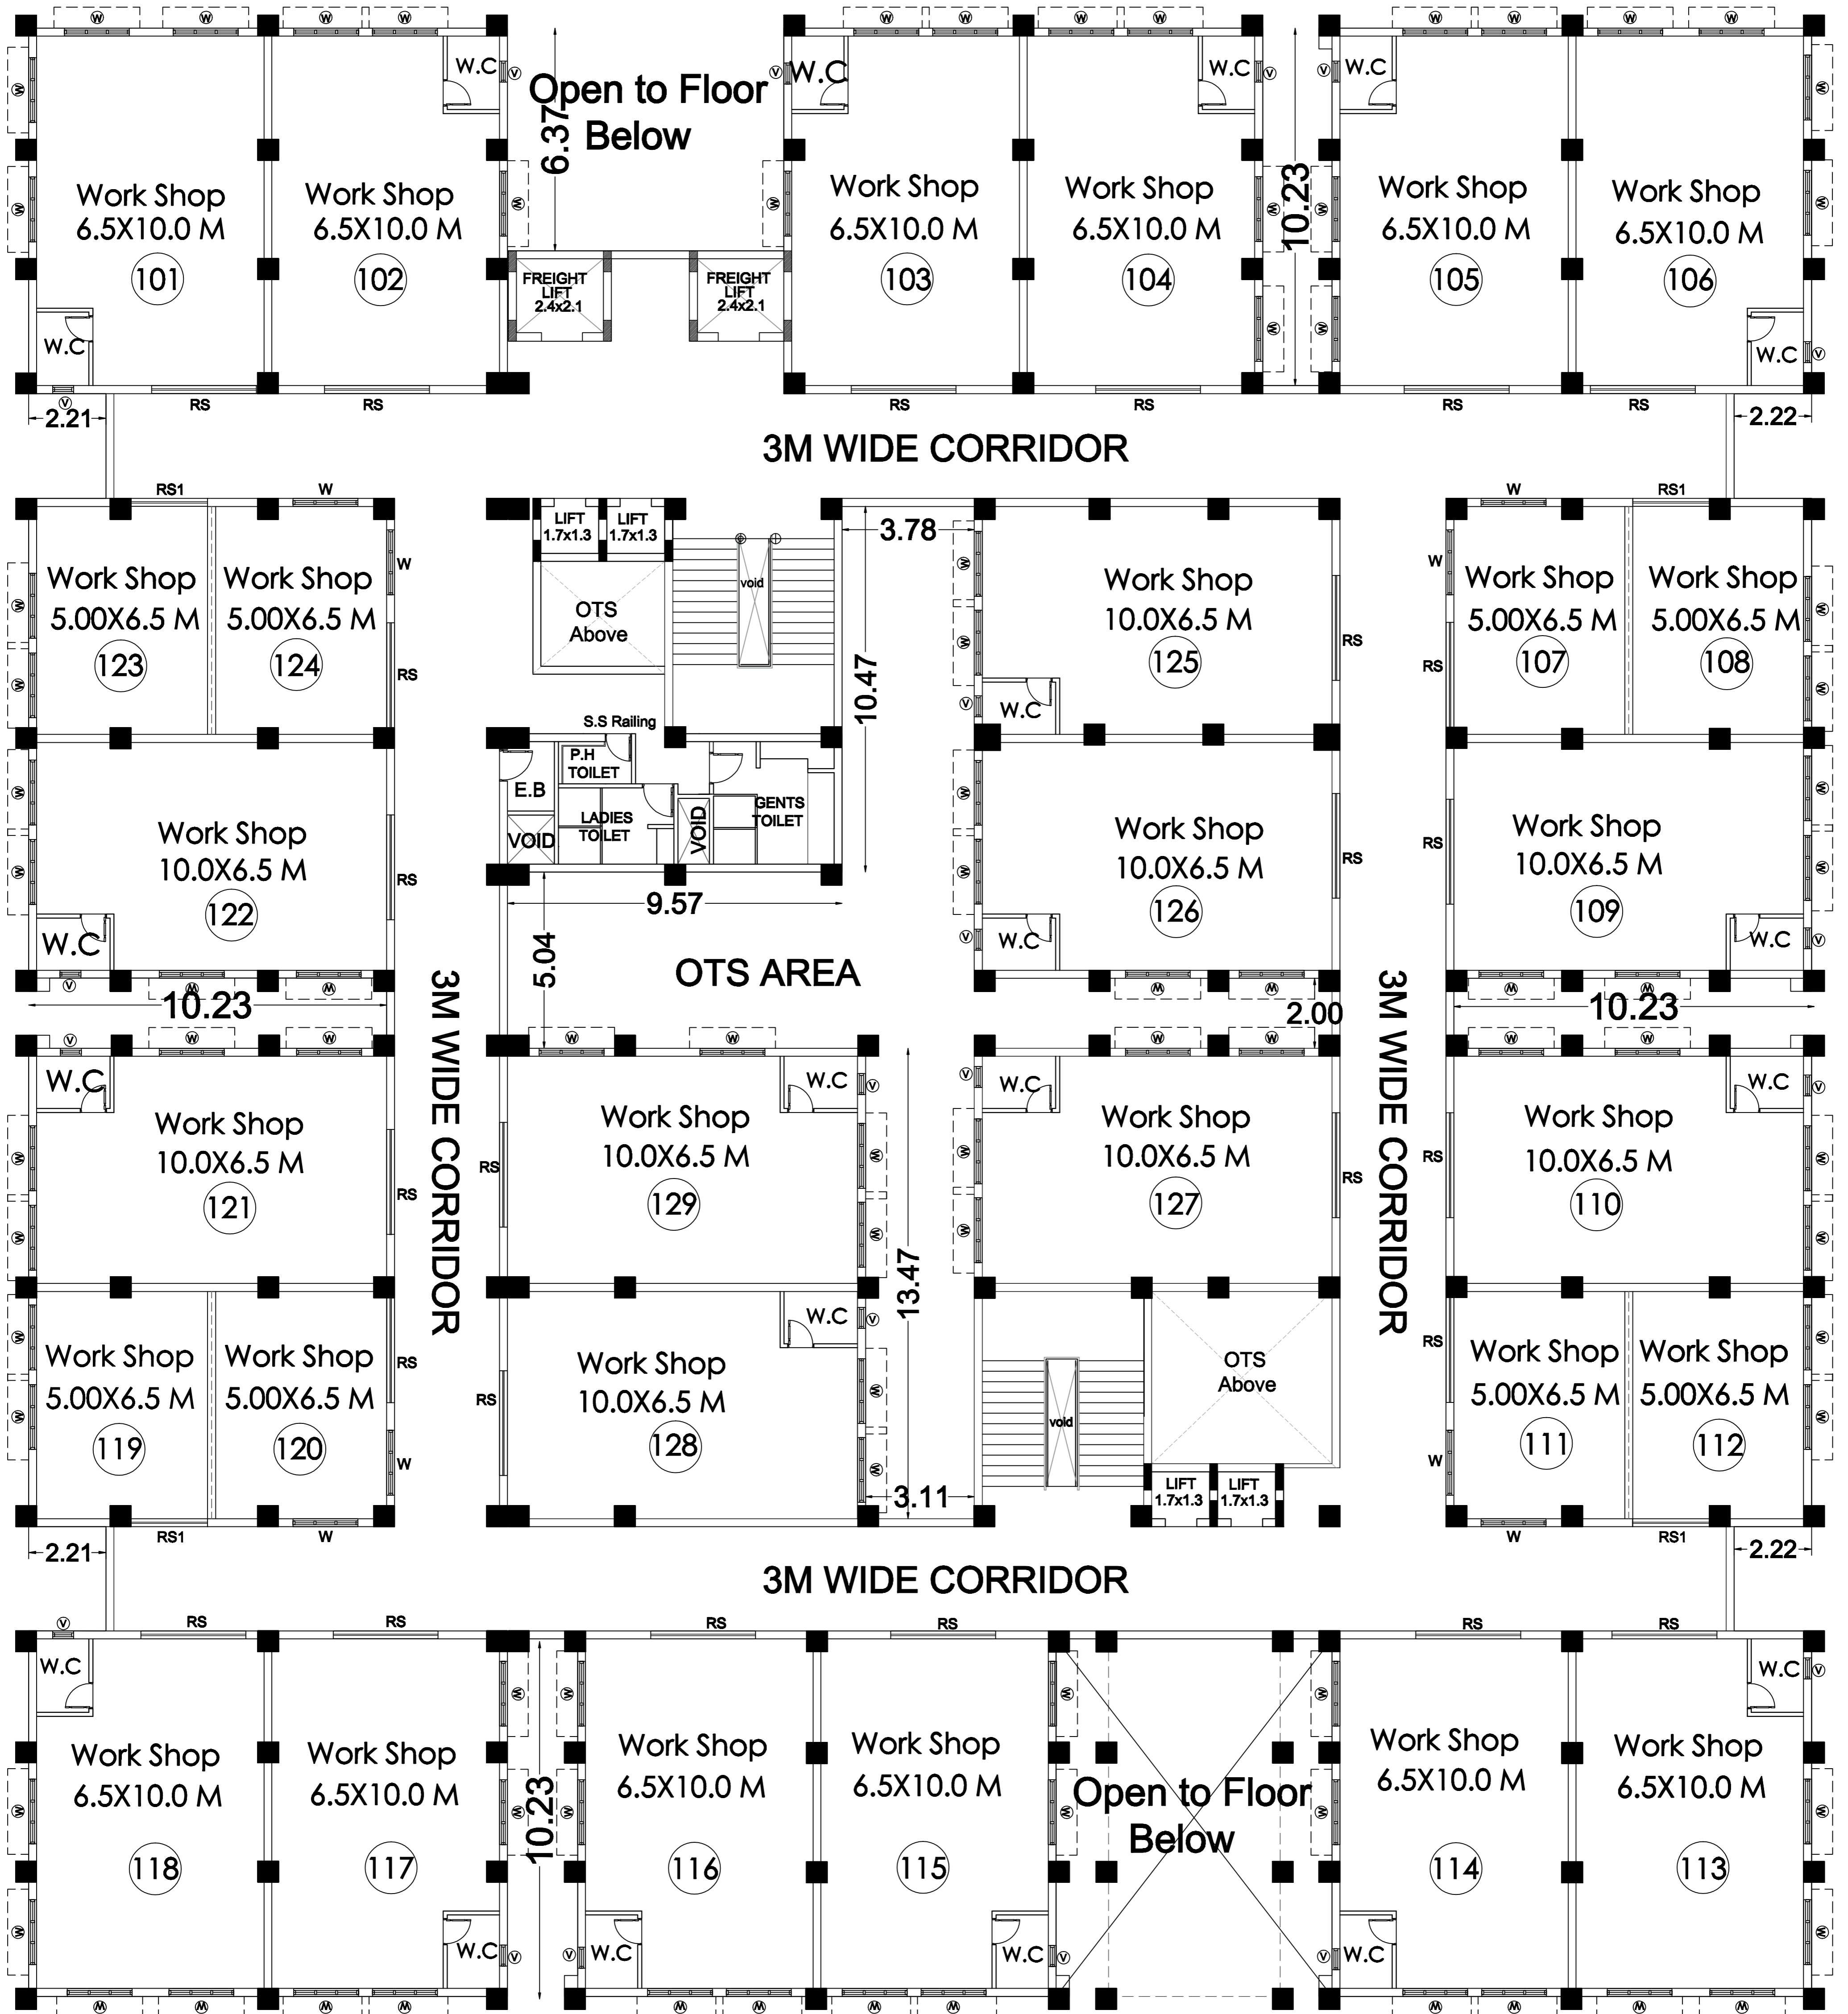 W W W W W W W W W W W W
W.C W.C W.C W.C
V V V V
W W
Open to Floor
Below
6.37
10.23
Work Shop
6.5X10.0 M
101
Work Shop
6.5X10.0 M
102
Work Shop
6.5X10.0 M
103
Work Shop
6.5X10.0 M
104
Work Shop
6.5X10.0 M
105
Work Shop
6.5X10.0 M
106
W W W W W W
FREIGHT
LIFT
2.4x2.1
FREIGHT
LIFT
2.4x2.1
W W
W.C W.C
V V
RS RS RS RS RS RS
2.21
2.22
3M WIDE CORRIDOR
RS1 W W RS1
LIFT
1.7x1.3
LIFT
1.7x1.3
3.78
Work Shop
5.00X6.5 M
123
Work Shop
5.00X6.5 M
124
W
RS
W W
OTS
Above
void
10.47
Work Shop
10.0X6.5 M
125
RS
W W
V
W.C
Work Shop
5.00X6.5 M
107
Work Shop
5.00X6.5 M
108
W
RS
W W
S.S Railing
P.H
TOILET
E.B
VOID
LADIES
TOILET
VOID
GENTS
TOILET
Work Shop
10.0X6.5 M
122
RS
W W
W.C
V W W
Work Shop
10.0X6.5 M
126
RS
W W
W.C
V
W W
Work Shop
10.0X6.5 M
109
RS
W W
W.C
V
W W
9.57
5.04
OTS AREA
10.23
2.00
10.23
3M WIDE CORRIDOR
3M WIDE CORRIDOR
V W W W W W W W W
W.C W.C W.C W.C
V V V
Work Shop
10.0X6.5 M
121
RS
W W
Work Shop
10.0X6.5 M
129
RS
W W
Work Shop
10.0X6.5 M
127
RS
W W
Work Shop
10.0X6.5 M
110
RS
W W
13.47
Work Shop
5.00X6.5 M
119
Work Shop
5.00X6.5 M
120
RS
W
W W
W.C
V
Work Shop
10.0X6.5 M
128
RS
W W
3.11
void
OTS
Above
LIFT
1.7x1.3
LIFT
1.7x1.3
Work Shop
5.00X6.5 M
111
Work Shop
5.00X6.5 M
112
RS
W
W W
RS1 W W RS1
2.21
2.22
3M WIDE CORRIDOR
V RS RS RS RS RS RS
W.C W.C
V
W W W W
Work Shop
6.5X10.0 M
118
Work Shop
6.5X10.0 M
117
10.23
Work Shop
6.5X10.0 M
116
Work Shop
6.5X10.0 M
115
Open to Floor
Below
Work Shop
6.5X10.0 M
114
Work Shop
6.5X10.0 M
113
W W W W W W
W W
W.C W.C W.C W.C
V V V V
W W W W W W W W W W W W